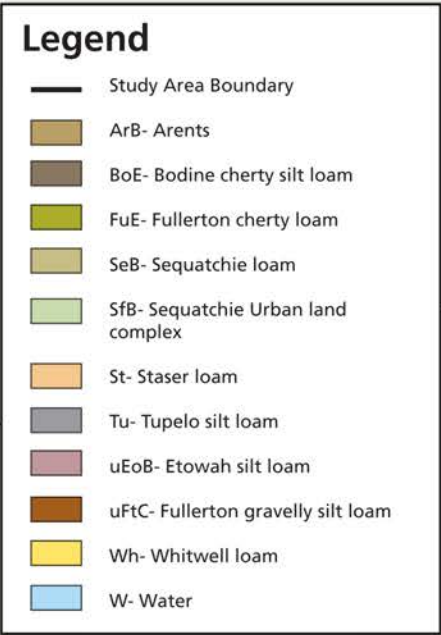 Legend
Study Area Boundary
ArB- Arents
BoE- Bodine cherty silt loam
FuE- Fullerton cherty loam
SeB- Sequatchie loam
SfB- Sequatchie Urban land
complex
St- Staser loam
Tu- Tupelo silt loam
uEoB- Etowah silt loam
uFtC- Fullerton gravelly silt loam
Wh- Whitwell loam
W- Water